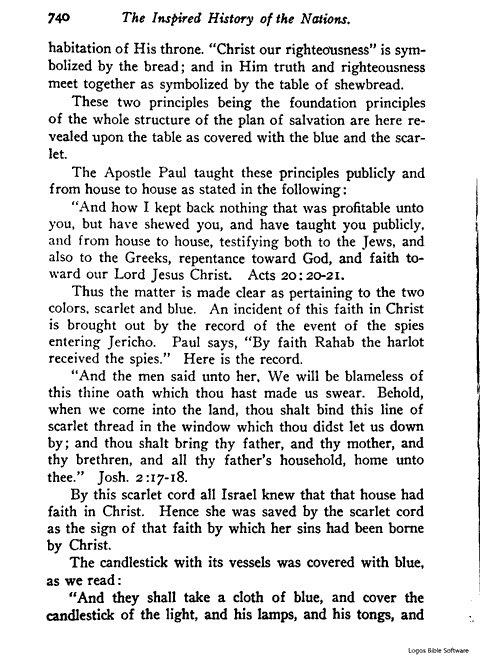 740 The Inspired History of the Nations.
habitation of His throne. "Christ our righteousness" is sym-
bolized by the bread; and in Him truth and righteousness
meet together as symbolized by the table of shewbread.
These two principles being the foundation principles
of the whole structure of the plan of salvation are here re-
vealed upon the table as covered with the blue and the scar-
let.
The Apostle Paul taught these principles publicly and
from house to house as stated in the following:
"And how I kept back nothing that was profitable unto
you, but have shewed you, and have taught you publicly,
and from house to house, testifying both to the Jews, and
also to the Greeks, repentance toward God, and faith to-
ward our Lord Jesus Christ. Acts 20:20-21.
Thus the matter is made clear as pertaining to the two
colors, scarlet and blue. An incident of this faith in Christ
is brought out by the record of the event of the spies
entering Jericho. Paul says, "By faith Rahab the harlot
received the spies." Here is the record.
"And the men said unto her, We will be blameless of
this thine oath which thou hast made us swear. Behold,
when we come into the land, thou shalt bind this line of
scarlet thread in the window which thou didst let us down
by; and thou shalt bring thy father, and thy mother, and
thy brethren, and all thy father's household, home unto
thee." Josh. 2:17-18.
By this scarlet cord all Israel knew that that house had
faith in Christ. Hence she was saved by the scarlet cord
as the sign of that faith by which her sins had been borne
by Christ.
The candlestick with its vessels was covered with blue,
as we read:
"And they shall take a cloth of blue, and cover the
candlestick of the light, and his lamps, and his tongs, and
Logos Bible Software